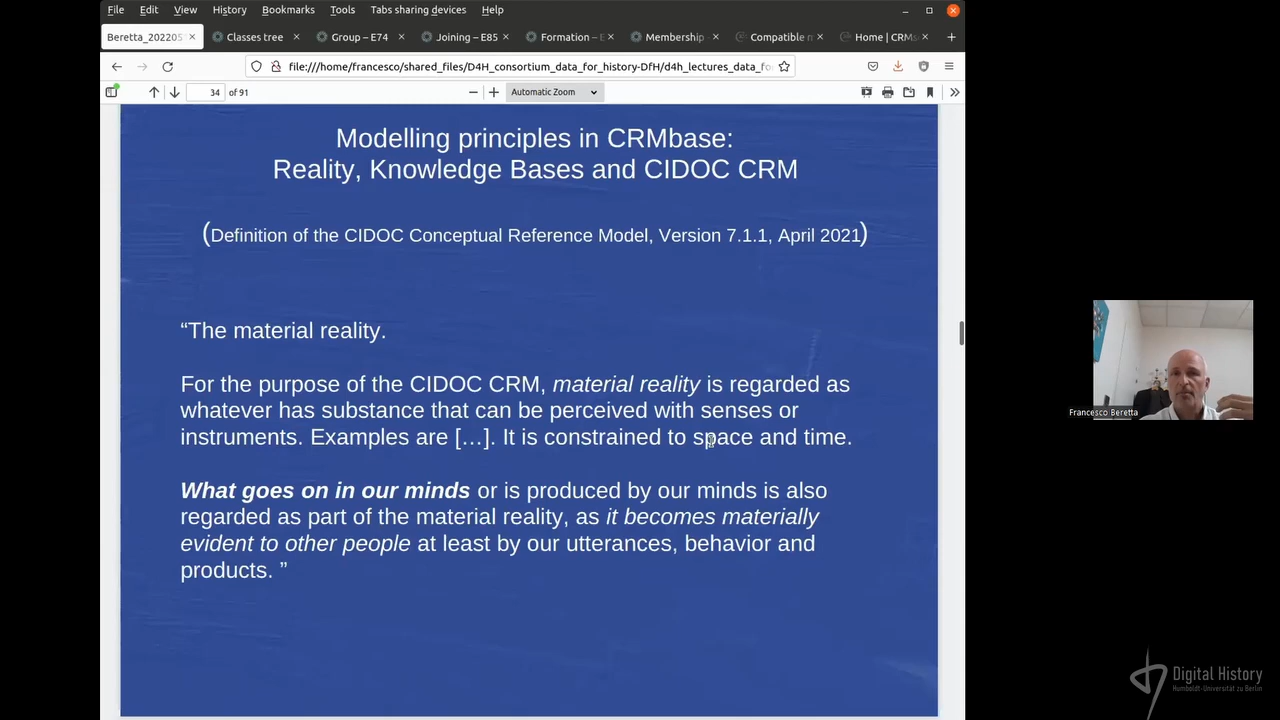 File Edit View History Bookmarks Tools Tabs sharing devices Help
Beretta_202205 Classes tree Group – E74 Joining – E85 Formation – E Membership Compatible m Home | CRMs
file:///home/francesco/shared_files/D4H_consortium_data_for_history-DfH/d4h_lectures_data_fo
34 of 91 Automatic Zoom
Modelling principles in CRMbase:
Reality, Knowledge Bases and CIDOC CRM
(Definition of the CIDOC Conceptual Reference Model, Version 7.1.1, April 2021)
“The material reality.
For the purpose of the CIDOC CRM, material reality is regarded as
whatever has substance that can be perceived with senses or
instruments. Examples are […]. It is constrained to space and time.
What goes on in our minds or is produced by our minds is also
regarded as part of the material reality, as it becomes materially
evident to other people at least by our utterances, behavior and
products. ”
Francesco Beretta
Digital History
Humboldt-Universität zu Berlin